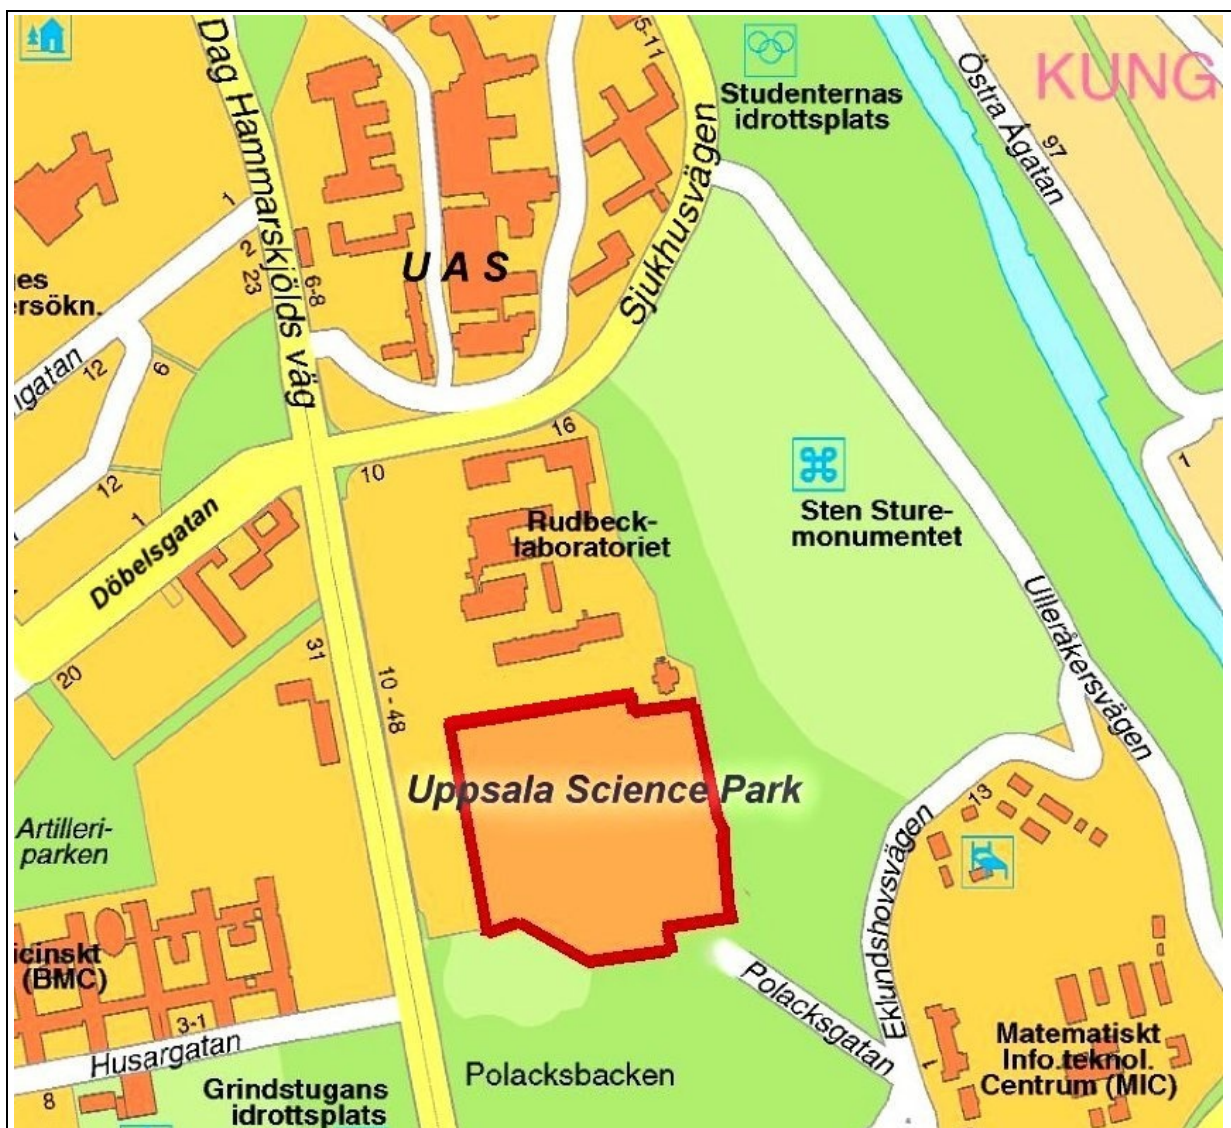 Dag Hammarskjölds väg
5-11
Studenternas
idrottsplats
Östra Ågatan
97
KUNG
1
2
23
6-8
U A S
Sjukhusvägen
ges
ersökn.
igatan
12
6
12
1
10
16
1
Döbelsgatan
Rudbeck-
laboratoriet
Sten Sture-
monumentet
Ulleråkersvägen
20
31
10 - 48
Uppsala Science Park
13
Artilleri-
parken
Eklundshovsvägen
icinskt
(BMC)
3-1
Husargatan
Polacksgatan
8
Grindstugans
idrottsplats
Polacksbacken
1
Matematiskt
Info.teknol.
Centrum (MIC)